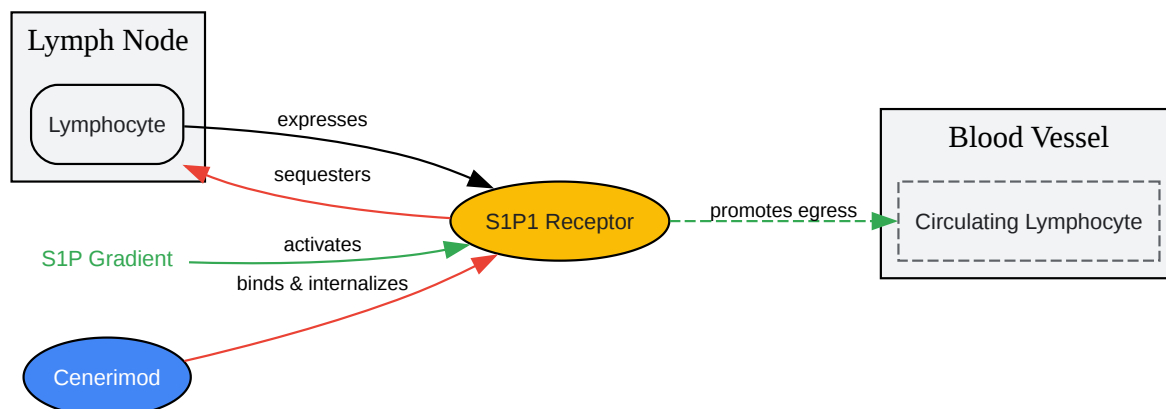 Lymph Node
Lymphocyte
expresses
sequesters
S1P Gradient
activates
binds & internalizes
Cenerimod
S1P1 Receptor
promotes egress
Blood Vessel
Circulating Lymphocyte